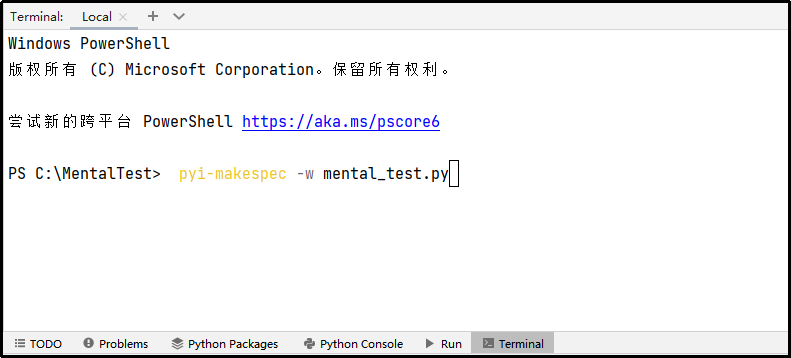 Terminal: Local × + ∨
Windows PowerShell
版权所有 (C) Microsoft Corporation。保留所有权利。
尝试新的跨平台 PowerShell https://aka.ms/pscore6
PS C:\MentalTest>  pyi-makespec -w mental_test.py
TODO Problems Python Packages Python Console Run Terminal